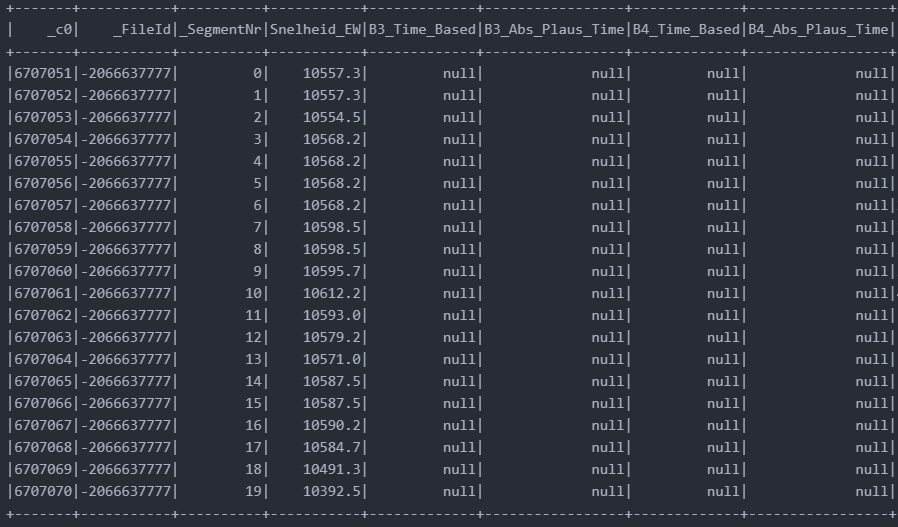 +-------+-----------+----------+------------+-------------+------------------+-------------+------------------+
|    _c0|    _FileId|_SegmentNr|Snelheid_EW|B3_Time_Based|B3_Abs_Plaus_Time|B4_Time_Based|B4_Abs_Plaus_Time|
+-------+-----------+----------+------------+-------------+------------------+-------------+------------------+
|6707051|-2066637777|         0|    10557.3|         null|             null|         null|             null|
|6707052|-2066637777|         1|    10557.3|         null|             null|         null|             null|
|6707053|-2066637777|         2|    10554.5|         null|             null|         null|             null|
|6707054|-2066637777|         3|    10568.2|         null|             null|         null|             null|
|6707055|-2066637777|         4|    10568.2|         null|             null|         null|             null|
|6707056|-2066637777|         5|    10568.2|         null|             null|         null|             null|
|6707057|-2066637777|         6|    10568.2|         null|             null|         null|             null|
|6707058|-2066637777|         7|    10598.5|         null|             null|         null|             null|
|6707059|-2066637777|         8|    10598.5|         null|             null|         null|             null|
|6707060|-2066637777|         9|    10595.7|         null|             null|         null|             null|
|6707061|-2066637777|        10|    10612.2|         null|             null|         null|             null|
|6707062|-2066637777|        11|    10593.0|         null|             null|         null|             null|
|6707063|-2066637777|        12|    10579.2|         null|             null|         null|             null|
|6707064|-2066637777|        13|    10571.0|         null|             null|         null|             null|
|6707065|-2066637777|        14|    10587.5|         null|             null|         null|             null|
|6707066|-2066637777|        15|    10587.5|         null|             null|         null|             null|
|6707067|-2066637777|        16|    10590.2|         null|             null|         null|             null|
|6707068|-2066637777|        17|    10584.7|         null|             null|         null|             null|
|6707069|-2066637777|        18|    10491.3|         null|             null|         null|             null|
|6707070|-2066637777|        19|    10392.5|         null|             null|         null|             null|
+-------+-----------+----------+------------+-------------+------------------+-------------+------------------+